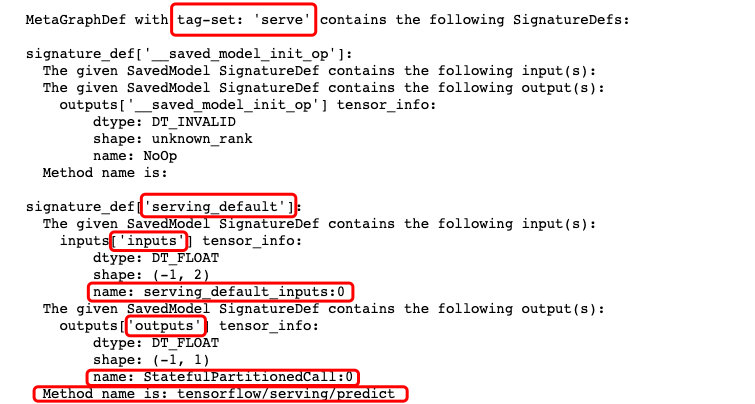 MetaGraphDef with tag-set: 'serve' contains the following SignatureDefs:
signature_def['__saved_model_init_op']:
The given SavedModel SignatureDef contains the following input(s):
The given SavedModel SignatureDef contains the following output(s):
outputs['__saved_model_init_op'] tensor_info:
dtype: DT_INVALID
shape: unknown_rank
name: NoOp
Method name is:
signature_def['serving_default']:
The given SavedModel SignatureDef contains the following input(s):
inputs['inputs'] tensor_info:
dtype: DT_FLOAT
shape: (-1, 2)
name: serving_default_inputs:0
The given SavedModel SignatureDef contains the following output(s):
outputs['outputs'] tensor_info:
dtype: DT_FLOAT
shape: (-1, 1)
name: StatefulPartitionedCall:0
Method name is: tensorflow/serving/predict